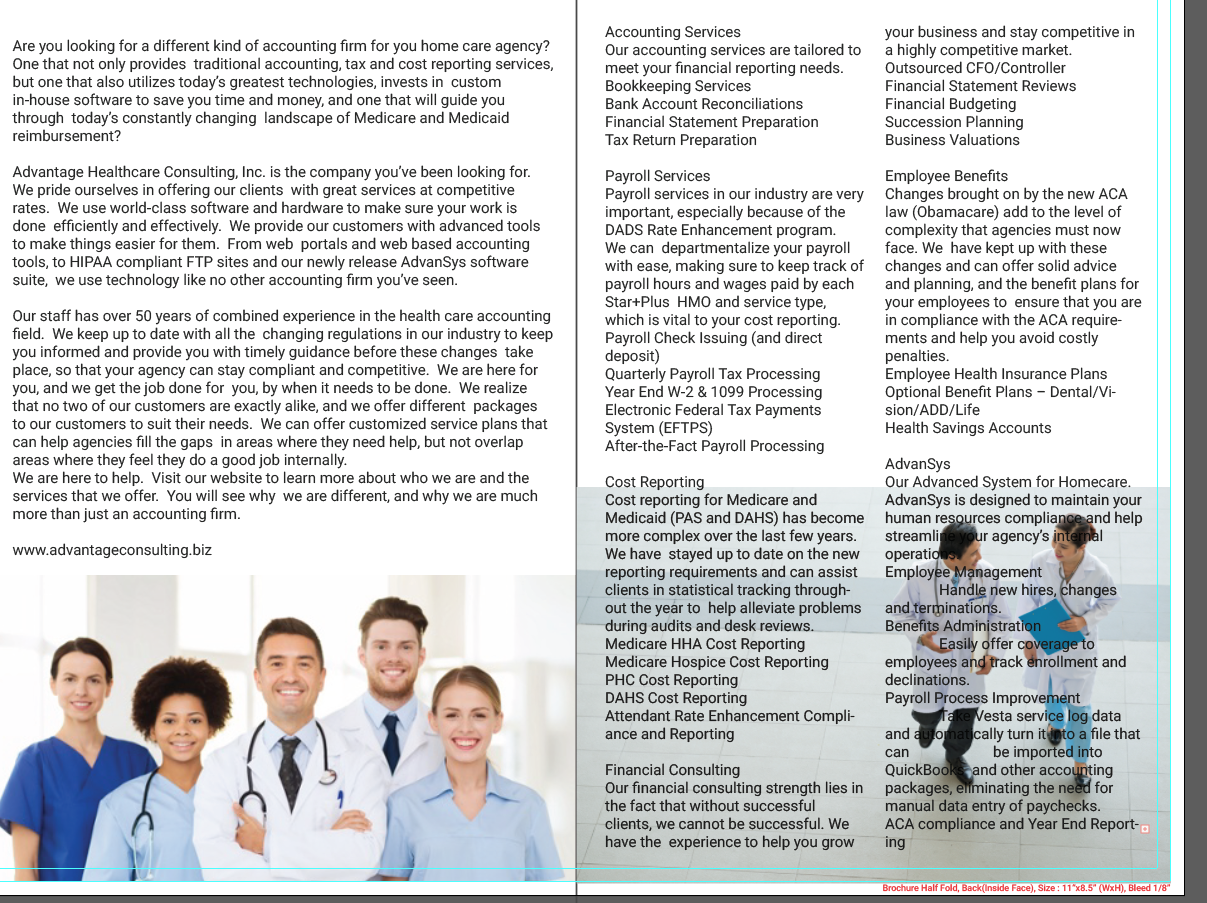 Are you looking for a different kind of accounting firm for you home care agency?
One that not only provides  traditional accounting, tax and cost reporting services,
but one that also utilizes today's greatest technologies, invests in  custom
in-house software to save you time and money, and one that will guide you
through  today's constantly changing  landscape of Medicare and Medicaid
reimbursement?

Advantage Healthcare Consulting, Inc. is the company you've been looking for.
We pride ourselves in offering our clients  with great services at competitive
rates.  We use world-class software and hardware to make sure your work is
done  efficiently and effectively.  We provide our customers with advanced tools
to make things easier for them.  From web  portals and web based accounting
tools, to HIPAA compliant FTP sites and our newly release AdvanSys software
suite,  we use technology like no other accounting firm you've seen.

Our staff has over 50 years of combined experience in the health care accounting
field.  We keep up to date with all the  changing regulations in our industry to keep
you informed and provide you with timely guidance before these changes  take
place, so that your agency can stay compliant and competitive.  We are here for
you, and we get the job done for  you, by when it needs to be done.  We realize
that no two of our customers are exactly alike, and we offer different  packages
to our customers to suit their needs.  We can offer customized service plans that
can help agencies fill the gaps  in areas where they need help, but not overlap
areas where they feel they do a good job internally.
We are here to help.  Visit our website to learn more about who we are and the
services that we offer.  You will see why  we are different, and why we are much
more than just an accounting firm.

www.advantageconsulting.biz

Accounting Services
Our accounting services are tailored to
meet your financial reporting needs.
Bookkeeping Services
Bank Account Reconciliations
Financial Statement Preparation
Tax Return Preparation

Payroll Services
Payroll services in our industry are very
important, especially because of the
DADS Rate Enhancement program.
We can  departmentalize your payroll
with ease, making sure to keep track of
payroll hours and wages paid by each
Star+Plus  HMO and service type,
which is vital to your cost reporting.
Payroll Check Issuing (and direct
deposit)
Quarterly Payroll Tax Processing
Year End W-2 & 1099 Processing
Electronic Federal Tax Payments
System (EFTPS)
After-the-Fact Payroll Processing

Cost Reporting
Cost reporting for Medicare and
Medicaid (PAS and DAHS) has become
more complex over the last few years.
We have  stayed up to date on the new
reporting requirements and can assist
clients in statistical tracking through-
out the year to  help alleviate problems
during audits and desk reviews.
Medicare HHA Cost Reporting
Medicare Hospice Cost Reporting
PHC Cost Reporting
DAHS Cost Reporting
Attendant Rate Enhancement Compli-
ance and Reporting

Financial Consulting
Our financial consulting strength lies in
the fact that without successful
clients, we cannot be successful. We
have the  experience to help you grow
your business and stay competitive in
a highly competitive market.
Outsourced CFO/Controller
Financial Statement Reviews
Financial Budgeting
Succession Planning
Business Valuations

Employee Benefits
Changes brought on by the new ACA
law (Obamacare) add to the level of
complexity that agencies must now
face. We  have kept up with these
changes and can offer solid advice
and planning, and the benefit plans for
your employees to  ensure that you are
in compliance with the ACA require-
ments and help you avoid costly
penalties.
Employee Health Insurance Plans
Optional Benefit Plans – Dental/Vi-
sion/ADD/Life
Health Savings Accounts

AdvanSys
Our Advanced System for Homecare.
AdvanSys is designed to maintain your
human resources compliance and help
streamline your agency's internal
operations.
Employee Management
Handle new hires, changes
and terminations.
Benefits Administration
Easily offer coverage to
employees and track enrollment and
declinations.
Payroll Process Improvement
Take Vesta service log data
and automatically turn it into a file that
can be imported into
QuickBooks  and other accounting
packages, eliminating the need for
manual data entry of paychecks.
ACA compliance and Year End Report-
ing
Brochure Half Fold, Back(Inside Face), Size : 11"x8.5" (WxH), Bleed 1/8"